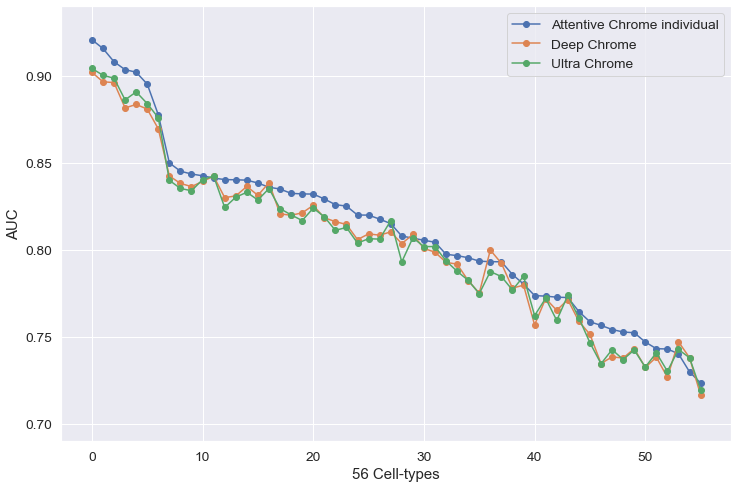 Attentive Chrome individual
Deep Chrome
Ultra Chrome
0.90
0.85
0.80
0.75
0.70
AUC
0 10 20 30 40 50
56 Cell-types